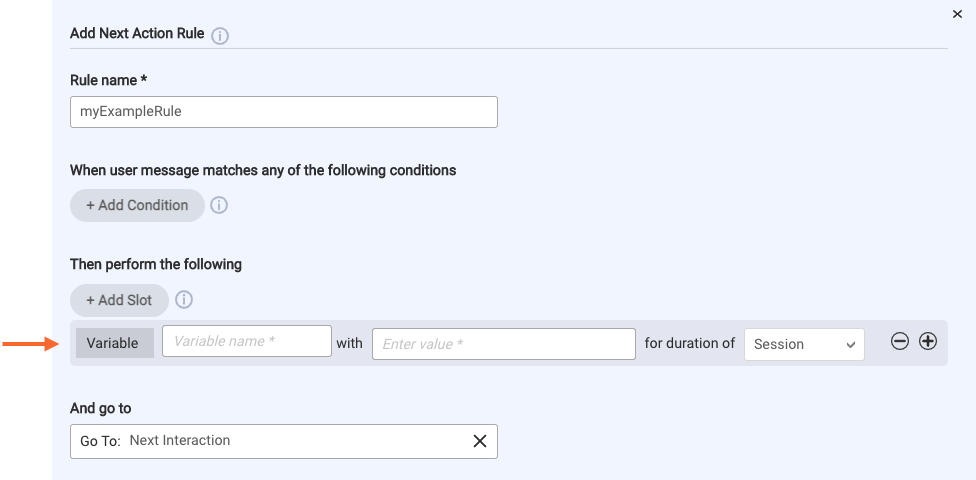 Add Next Action Rule
Rule name *
myExampleRule
When user message matches any of the following conditions
+ Add Condition
Then perform the following
+ Add Slot
Variable Variable name * with Enter value * for duration of Session
And go to
Go To: Next Interaction